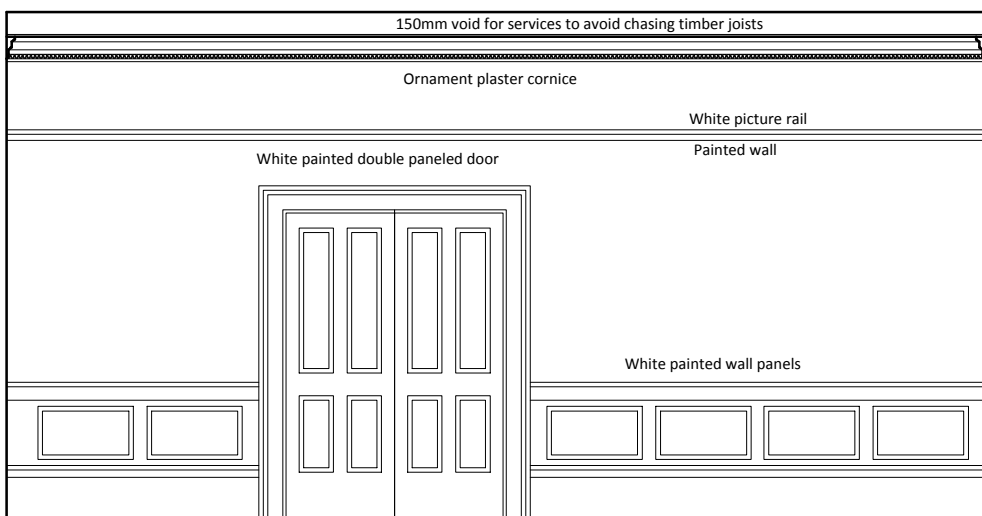 150mm void for services to avoid chasing timber joists
Ornament plaster cornice
White picture rail
Painted wall
White painted double paneled door
White painted wall panels